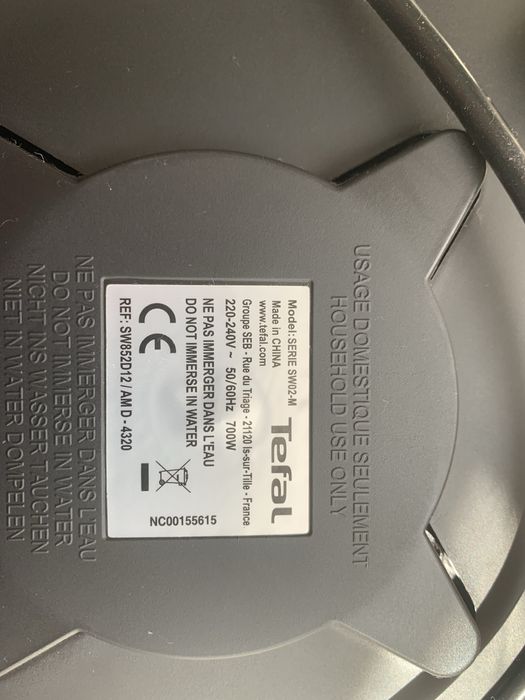 USAGE DOMESTIQUE SEULEMENT
HOUSEHOLD USE ONLY
Tefal
Model: SERIE SW02-M
Made in CHINA
www.tefal.com
Groupe SEB - Rue du Triage - 21120 Is-sur-Tille - France
220-240V ~ 50/60Hz 700W
NE PAS IMMERGER DANS L'EAU
DO NOT IMMERSE IN WATER
CE
NC00155615
REF: SW852D12 / AM D - 4320
NE PAS IMMERGER DANS L'EAU
DO NOT IMMERSE IN WATER
NICHT INS WASSER TAUCHEN
NIET IN WATER DOMPELEN